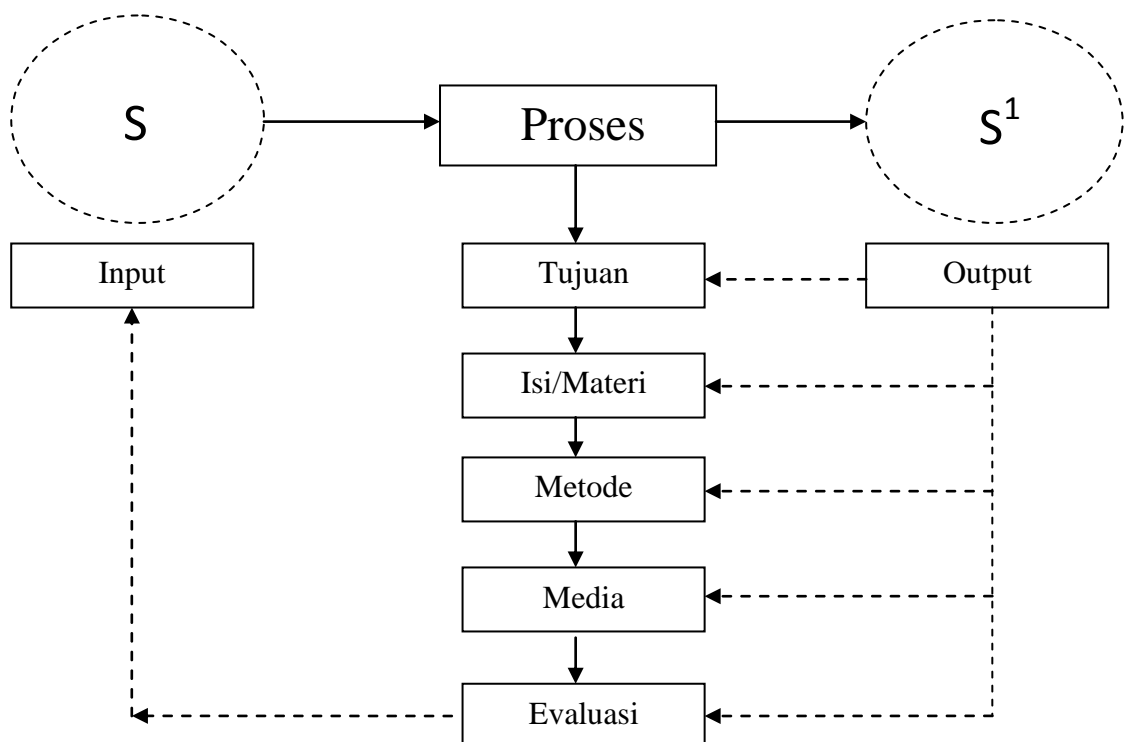 S
Proses
S¹
Input
Tujuan
Output
Isi/Materi
Metode
Media
Evaluasi